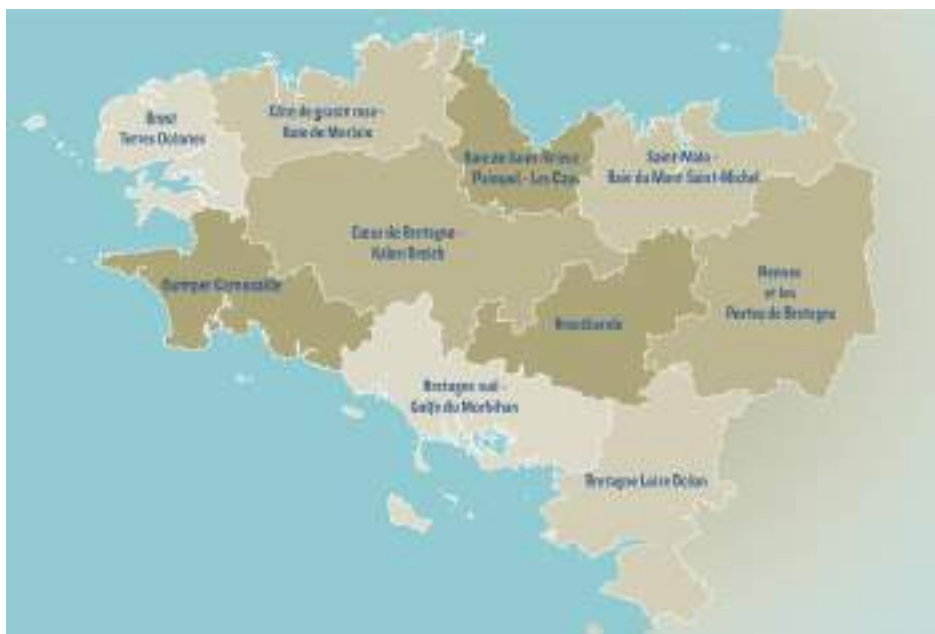 Brest
Terres Océanes
Côte de granit rose -
Baie de Morlaix
Baie de Saint-Brieuc
Paimpol - Les Caps
Saint-Malo -
Baie du Mont Saint-Michel
Cœur de Bretagne -
Kalon Breizh
Quimper Cornouaille
Rennes
et les
Portes de Bretagne
Brocéliande
Bretagne sud -
Golfe du Morbihan
Bretagne Loire Océan